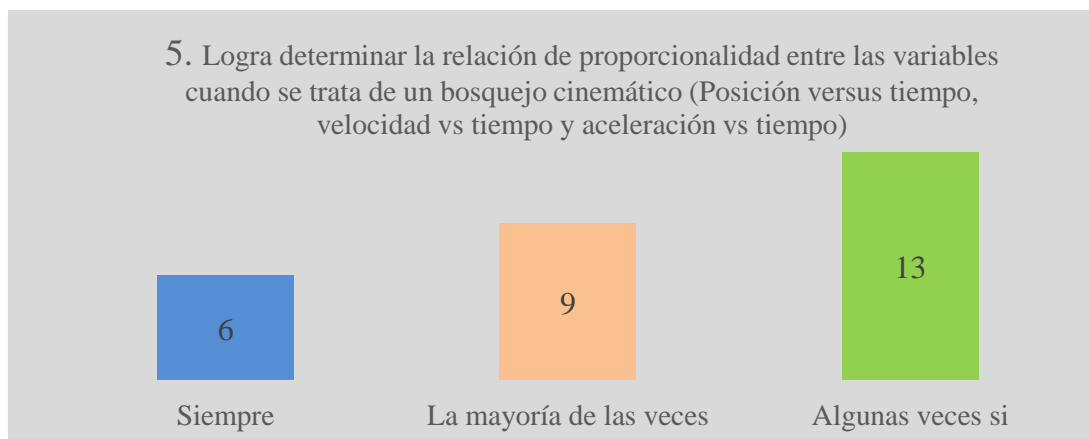 5. Logra determinar la relación de proporcionalidad entre las variables
cuando se trata de un bosquejo cinemático (Posición versus tiempo,
velocidad vs tiempo y aceleración vs tiempo)
6
9
13
Siempre
La mayoría de las veces
Algunas veces si